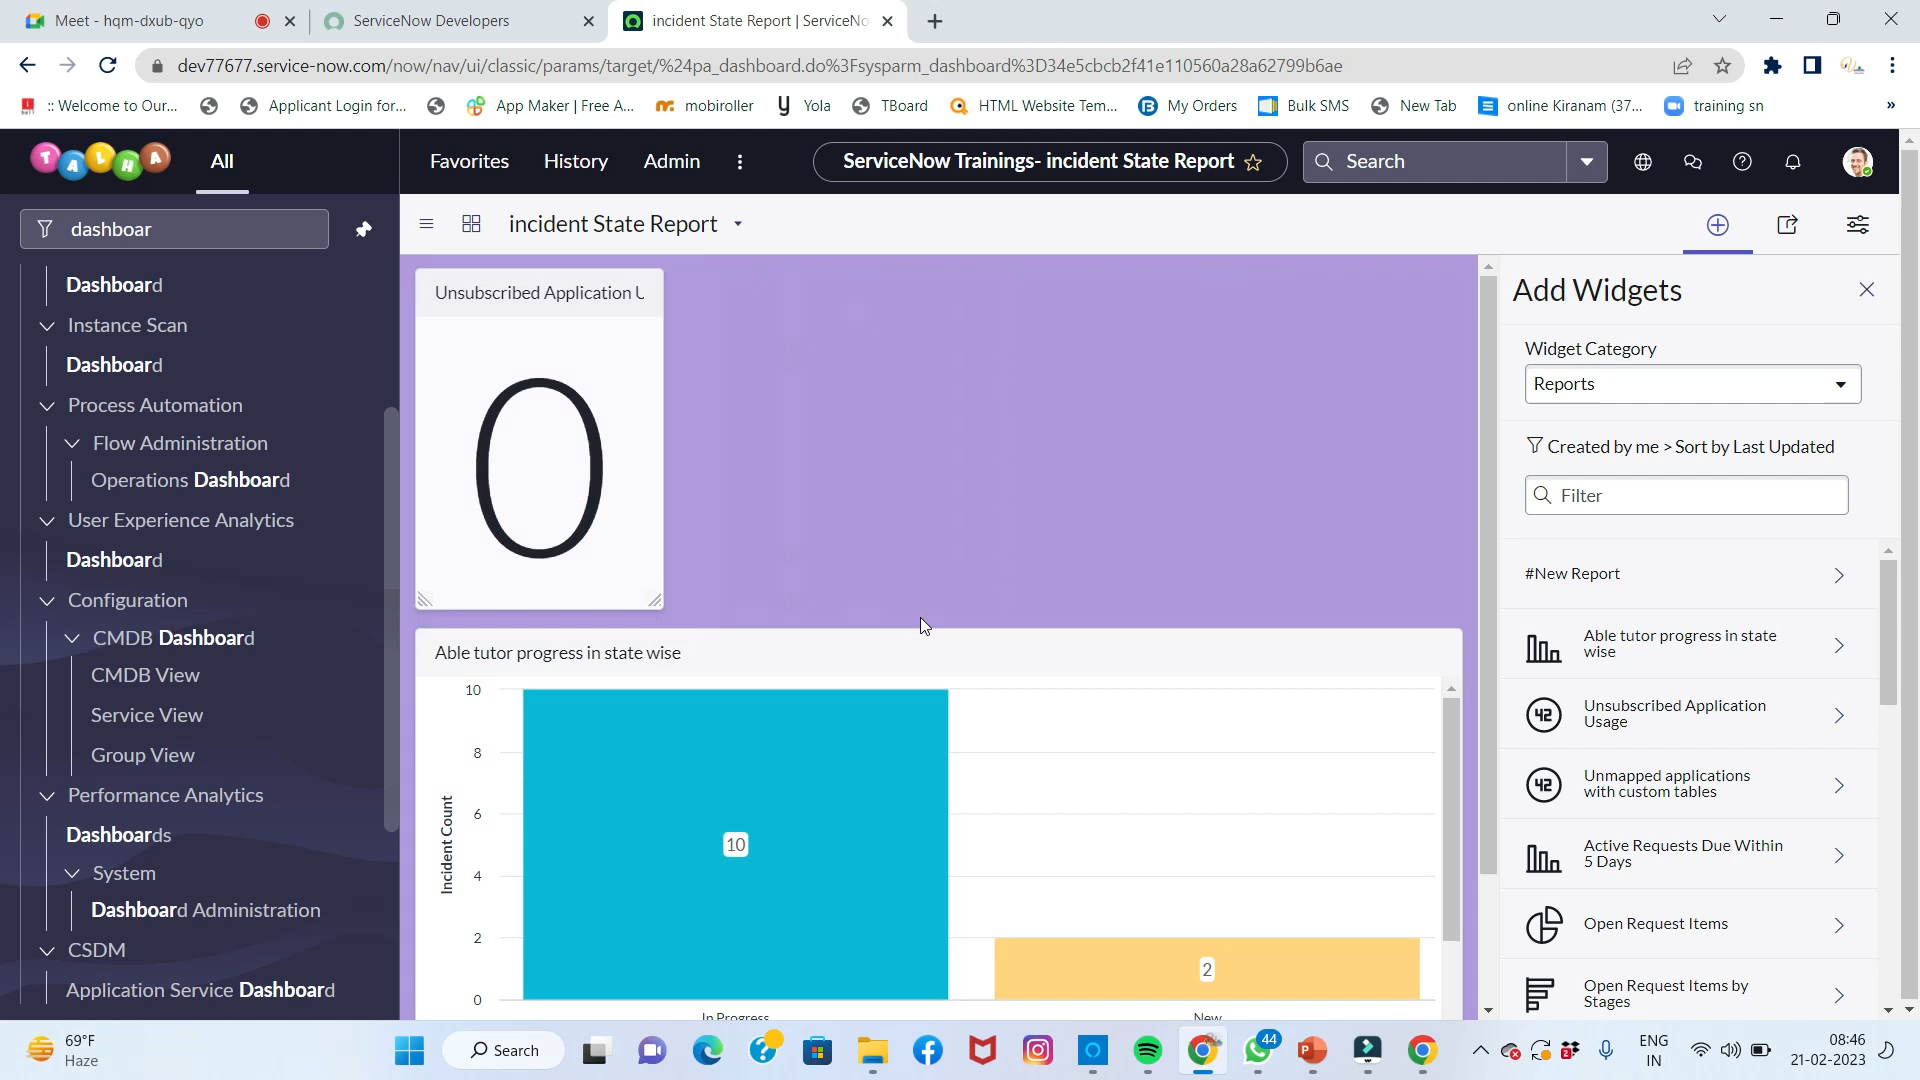 Meet - hqm-dxub-qyo
ServiceNow Developers
incident State Report | ServiceNo
dev77677.service-now.com/now/nav/ui/classic/params/target/%24pa_dashboard.do%3Fsysparm_dashboard%3D34e5cbcb2f41e110560a28a62799b6ae
:: Welcome to Our...
Applicant Login for...
App Maker | Free A...
mobiroller
Yola
TBoard
HTML Website Tem...
My Orders
Bulk SMS
New Tab
online Kiranam (37...
training sn
»
TALHA
All
Favorites
History
Admin
ServiceNow Trainings- incident State Report
Search
dashboar
Dashboard
Instance Scan
Dashboard
Process Automation
Flow Administration
Operations Dashboard
User Experience Analytics
Dashboard
Configuration
CMDB Dashboard
CMDB View
Service View
Group View
Performance Analytics
Dashboards
System
Dashboard Administration
CSDM
Application Service Dashboard
incident State Report
Unsubscribed Application U
0
Able tutor progress in state wise
Incident Count
10
8
6
4
2
0
10
2
In Progress
New
Add Widgets
Widget Category
Reports
Created by me > Sort by Last Updated
Filter
#New Report
Able tutor progress in state
wise
42
Unsubscribed Application
Usage
42
Unmapped applications
with custom tables
Active Requests Due Within
5 Days
Open Request Items
Open Request Items by
Stages
69°F
Haze
Search
44
ENG
IN
08:46
21-02-2023